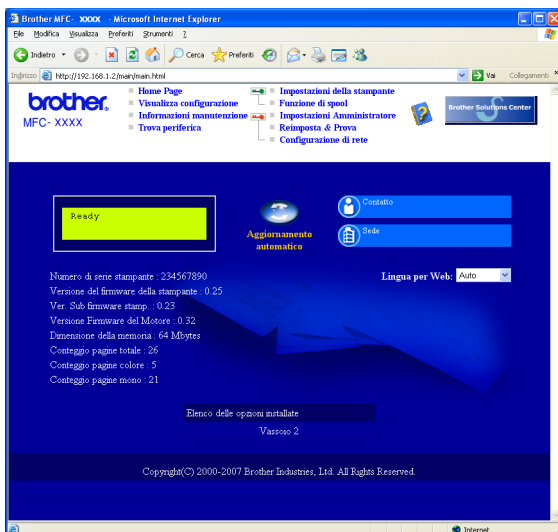 Brother MFC- XXXX - Microsoft Internet Explorer
File Modifica Visualizza Preferiti Strumenti ?
Indietro Cerca Preferiti
Indirizzo http://192.168.1.2/main/main.html Vai Collegamenti
brother.
MFC- XXXX
Home Page
Visualizza configurazione
Informazioni manutenzione
Trova periferica
Impostazioni della stampante
Funzione di spool
Impostazioni Amministratore
Reimposta & Prova
Configurazione di rete
Brother Solutions Center
Ready
Aggiornamento
automatico
Contatto
Sede
Numero di serie stampante : 234567890
Lingua per Web: Auto
Versione del firmware della stampante : 0.25
Ver. Sub firmware stamp. : 0.23
Versione Firmware del Motore : 0.32
Dimensione della memoria : 64 Mbytes
Conteggio pagine totale : 26
Conteggio pagine colore : 5
Conteggio pagine mono : 21
Elenco delle opzioni installate
Vassoio 2
Copyright(C) 2000-2007 Brother Industries, Ltd. All Rights Reserved.
Internet